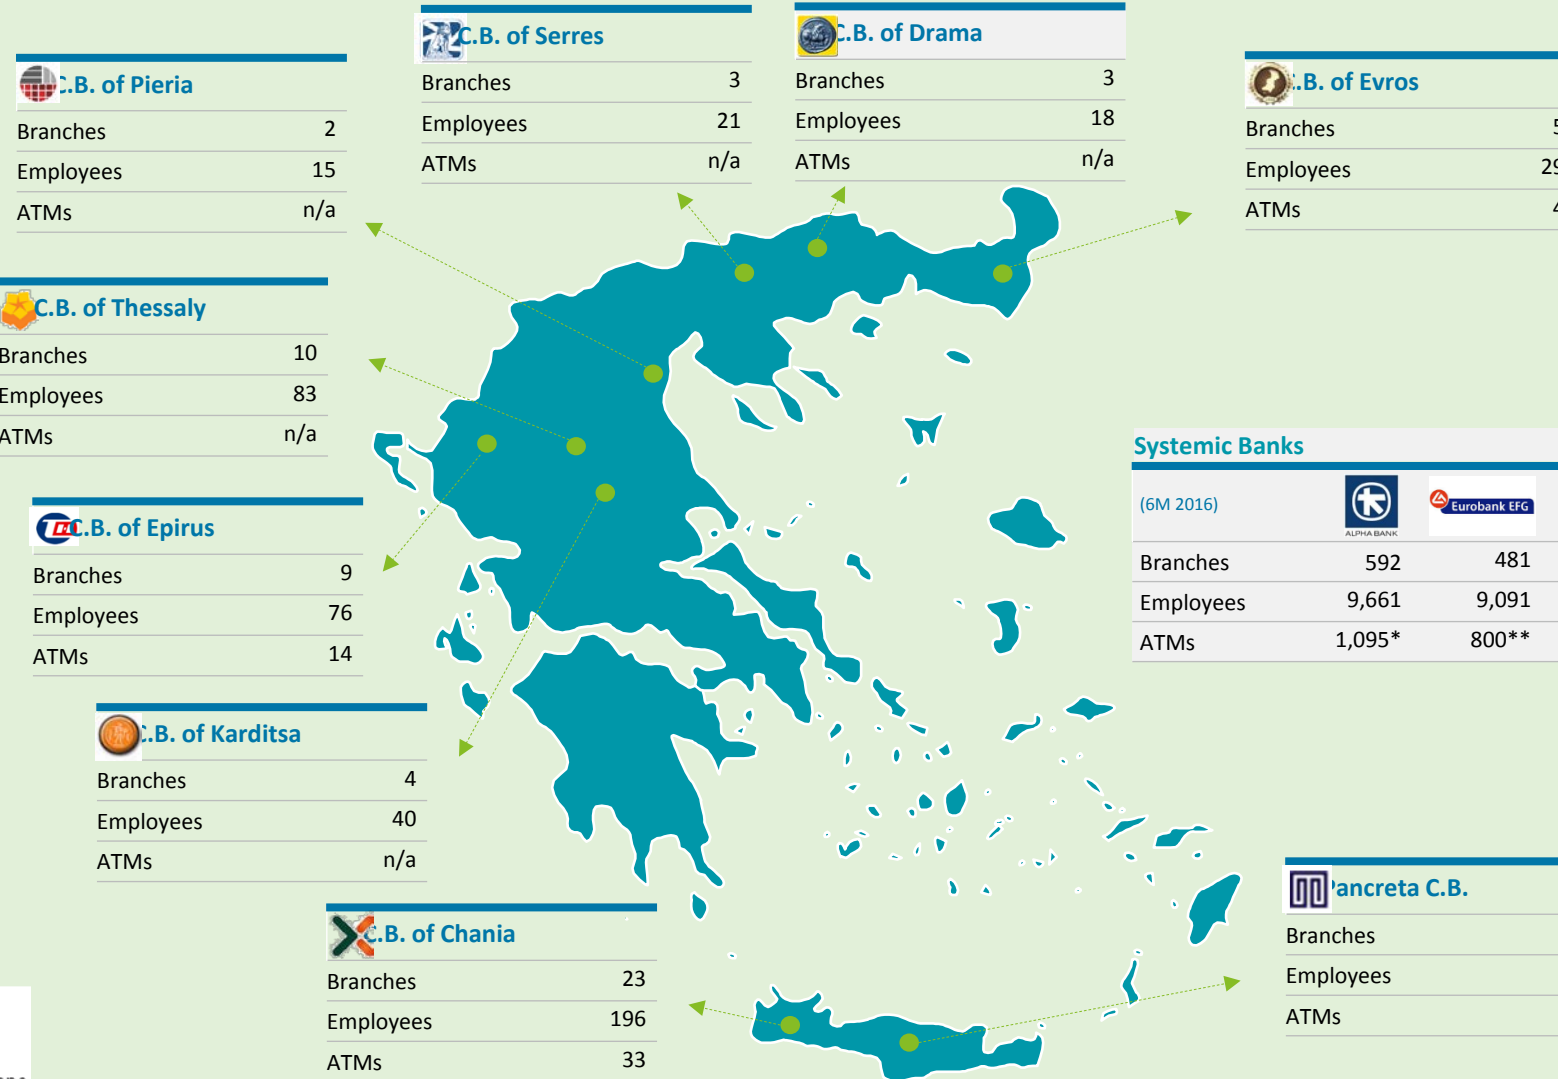 C.B. of Serres
Branches 3
Employees 21
ATMs n/a
C.B. of Drama
Branches 3
Employees 18
ATMs n/a
C.B. of Pieria
Branches 2
Employees 15
ATMs n/a
C.B. of Evros
Branches 5
Employees 29
ATMs 4
C.B. of Thessaly
Branches 10
Employees 83
ATMs n/a
Systemic Banks
(6M 2016) ALPHA BANK Eurobank EFG
Branches 592 481
Employees 9,661 9,091
ATMs 1,095* 800**
C.B. of Epirus
Branches 9
Employees 76
ATMs 14
C.B. of Karditsa
Branches 4
Employees 40
ATMs n/a
Pancreta C.B.
Branches
Employees
ATMs
C.B. of Chania
Branches 23
Employees 196
ATMs 33